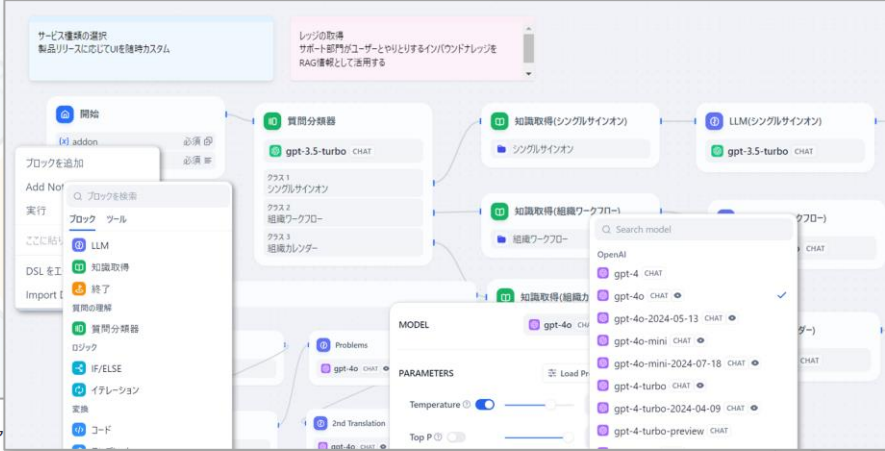 サービス種類の選択
製品リリースに応じてUIを随時カスタム
レッジの取得
サポート部門がユーザーとやりとりするインバウンドナレッジを
RAG情報として活用する
開始
{x} addon 必須
必須
質問分類器
gpt-3.5-turbo CHAT
クラス 1
シングルサインオン
クラス 2
組織ワークフロー
クラス 3
組織カレンダー
知識取得(シングルサインオン)
シングルサインオン
LLM(シングルサインオン)
gpt-3.5-turbo CHAT
知識取得(組織ワークフロー)
組織ワークフロー
フロー)
CHAT
知識取得(組織カ
CHAT
ブロックを追加
Add Not
実行
ここに貼り
DSL をエ
Import D
ブロックを検索
ブロック ツール
LLM
知識取得
終了
質問の理解
質問分類器
ロジック
IF/ELSE
イテレーション
変換
コード
Problems
gpt-4o CHAT
2nd Translation
gpt-4o CHAT
MODEL
gpt-4o CHA
PARAMETERS
Load Pr
Temperature
Top P
Search model
OpenAI
gpt-4 CHAT
gpt-4o CHAT
gpt-4o-2024-05-13 CHAT
gpt-4o-mini CHAT
gpt-4o-mini-2024-07-18 CHAT
gpt-4-turbo CHAT
gpt-4-turbo-2024-04-09 CHAT
gpt-4-turbo-preview CHAT